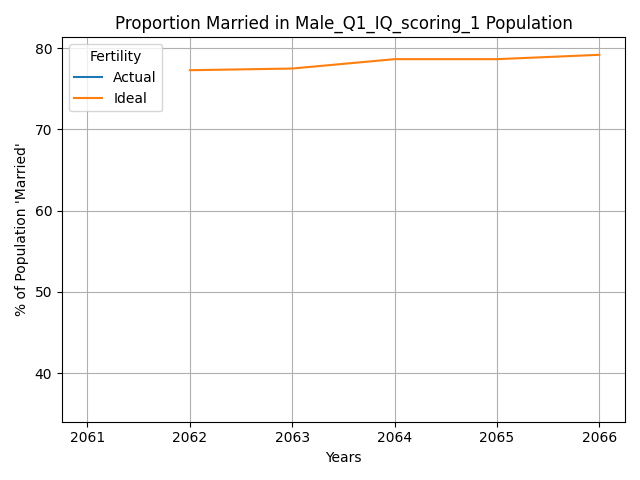 Proportion Married in Male_Q1_IQ_scoring_1 Population
80
70
60
50
40
% of Population 'Married'
Fertility
Actual
Ideal
2061 2062 2063 2064 2065 2066
Years